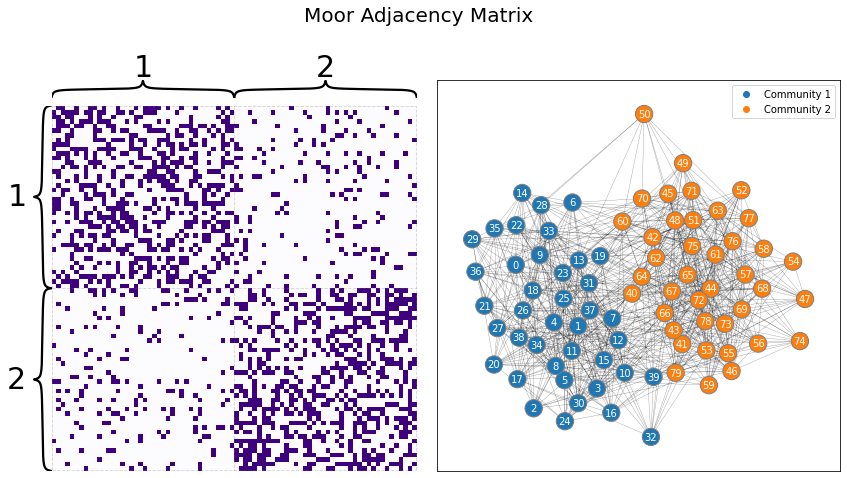 Moor Adjacency Matrix
1 2
1
2
Community 1
Community 2
50
49
14 28 6 70 45 71 52
35 22 33 60 48 51 63 77
29 9 13 19 42 75 76 58
36 0 23 31 62 64 65 61 57 54
21 18 25 37 7 40 67 44 72 68 47
27 26 4 1 12 66 43 78 73 69
20 38 34 11 15 41 53 55 56 74
17 8 5 3 10 39 79 59 46
2 30 24 16
32